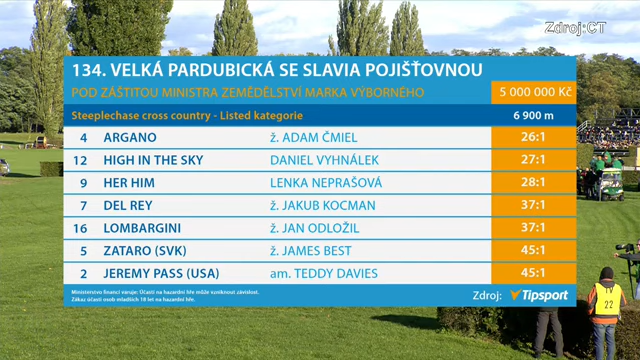 Zdroj:CT
134. VELKÁ PARDUBICKÁ SE SLAVIA POJIŠŤOVNOU
POD ZÁŠTITOU MINISTRA ZEMĚDĚLSTVÍ MARKA VÝBORNÉHO 5 000 000 Kč
Steeplechase cross country - Listed kategorie 6 900 m
4 ARGANO ž. ADAM ČMIEL 26:1
12 HIGH IN THE SKY DANIEL VYHNÁLEK 27:1
9 HER HIM LENKA NEPRAŠOVÁ 28:1
7 DEL REY ž. JAKUB KOCMAN 37:1
16 LOMBARGINI ž. JAN ODLOŽIL 37:1
5 ZATARO (SVK) ž. JAMES BEST 45:1
2 JEREMY PASS (USA) am. TEDDY DAVIES 45:1
Ministerstvo financí varuje: Účastí na hazardní hře může vzniknout závislost.
Zákaz účasti osob mladších 18 let na hazardní hře.
Zdroj: Tipsport
TV
22